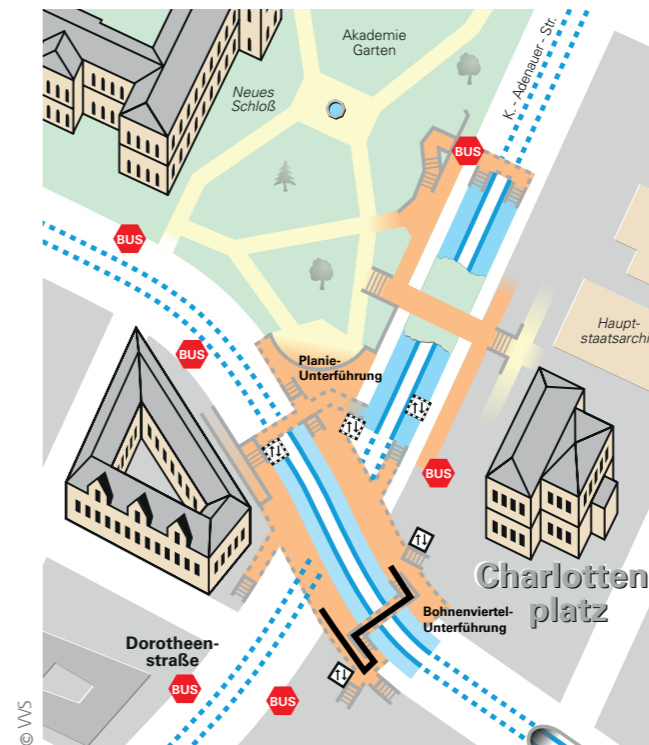 Akademie
Garten
K. - Adenauer - Str.
Neues
Schloß
BUS
BUS
BUS
Haupt-
staatsarchi
Planie-
Unterführung
BUS
Charlotten
platz
Bohnenviertel-
Unterführung
Dorotheen-
straße
BUS
BUS
© VVS